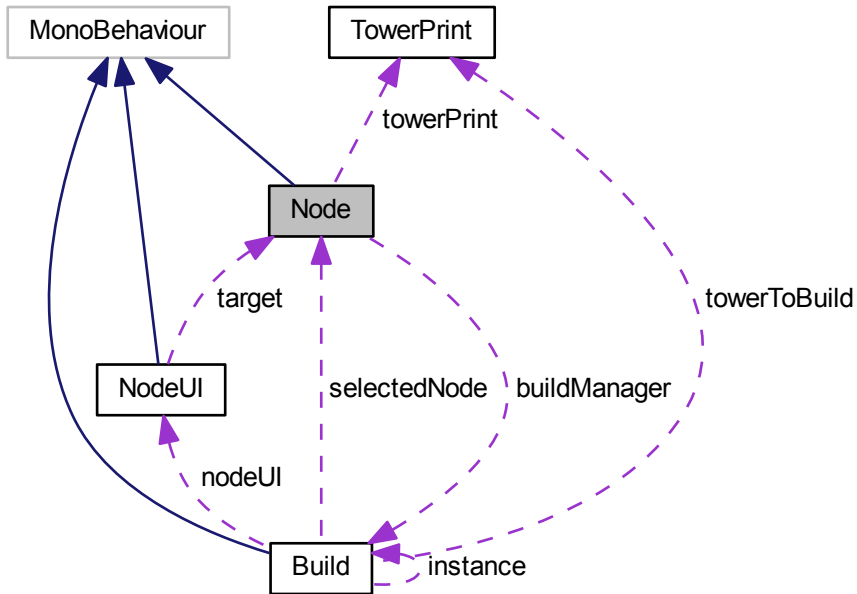 MonoBehaviour
TowerPrint
towerPrint
Node
target
towerToBuild
NodeUI
selectedNode
buildManager
nodeUI
Build
instance